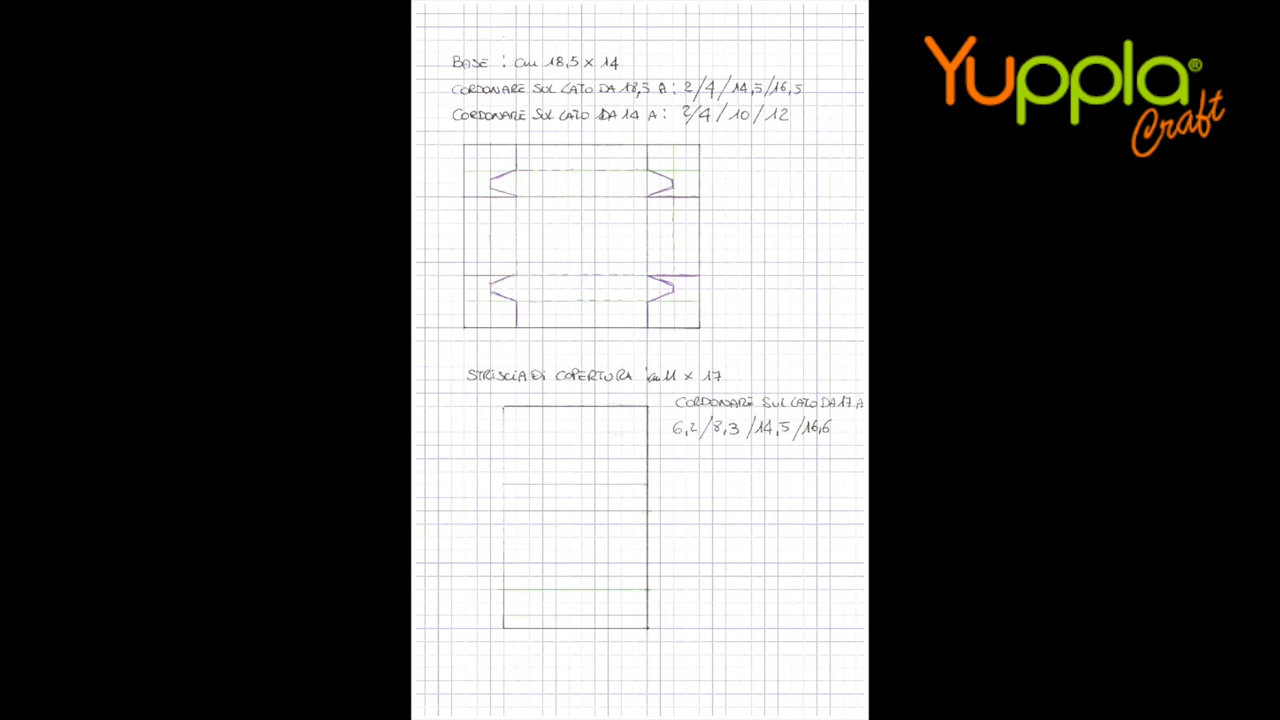 BASE : cm 18,5 × 14
CORDONARE SUL LATO DA 18,5 A : 2/4/14,5/16,5
CORDONARE SUL LATO DA 14 A : 2/4/10/12
STRISCIA DI COPERTURA cm 11 × 17
CORDONARE SUL LATO DA 17 A
6,2/8,3/14,5/16,6
Yuppla®
Craft